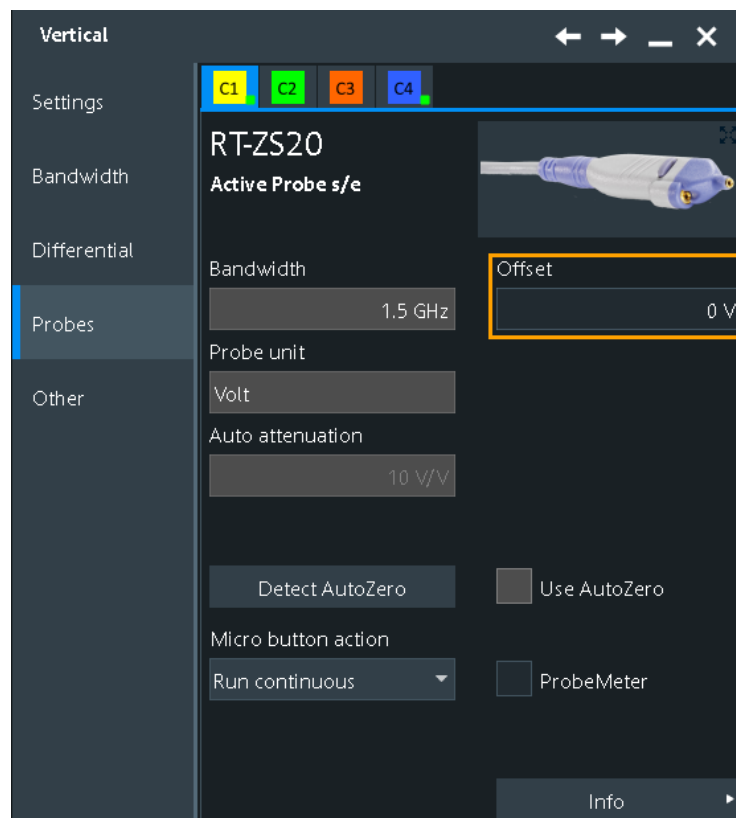 Vertical
Settings
Bandwidth
Differential
Probes
Other
C1 C2 C3 C4
RT-ZS20
Active Probe s/e
Bandwidth
1.5 GHz
Offset
0 V
Probe unit
Volt
Auto attenuation
10 V/V
Detect AutoZero
Use AutoZero
Micro button action
Run continuous
ProbeMeter
Info